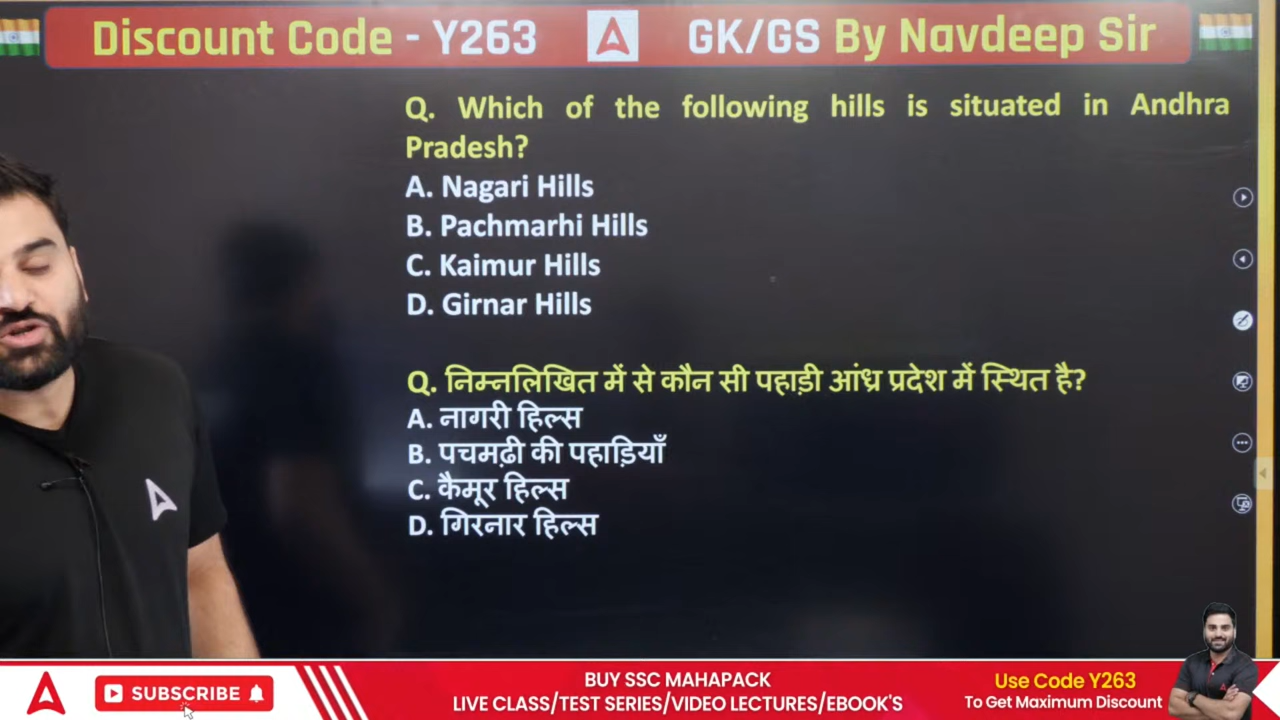 Discount Code - Y263 GK/GS By Navdeep Sir
Q. Which of the following hills is situated in Andhra
Pradesh?
A. Nagari Hills
B. Pachmarhi Hills
C. Kaimur Hills
D. Girnar Hills
Q. निम्नलिखित में से कौन सी पहाड़ी आंध्र प्रदेश में स्थित है?
A. नागरी हिल्स
B. पचमढ़ी की पहाड़ियाँ
C. कैमूर हिल्स
D. गिरनार हिल्स
SUBSCRIBE
BUY SSC MAHAPACK
LIVE CLASS/TEST SERIES/VIDEO LECTURES/EBOOK'S
Use Code Y263
To Get Maximum Discount